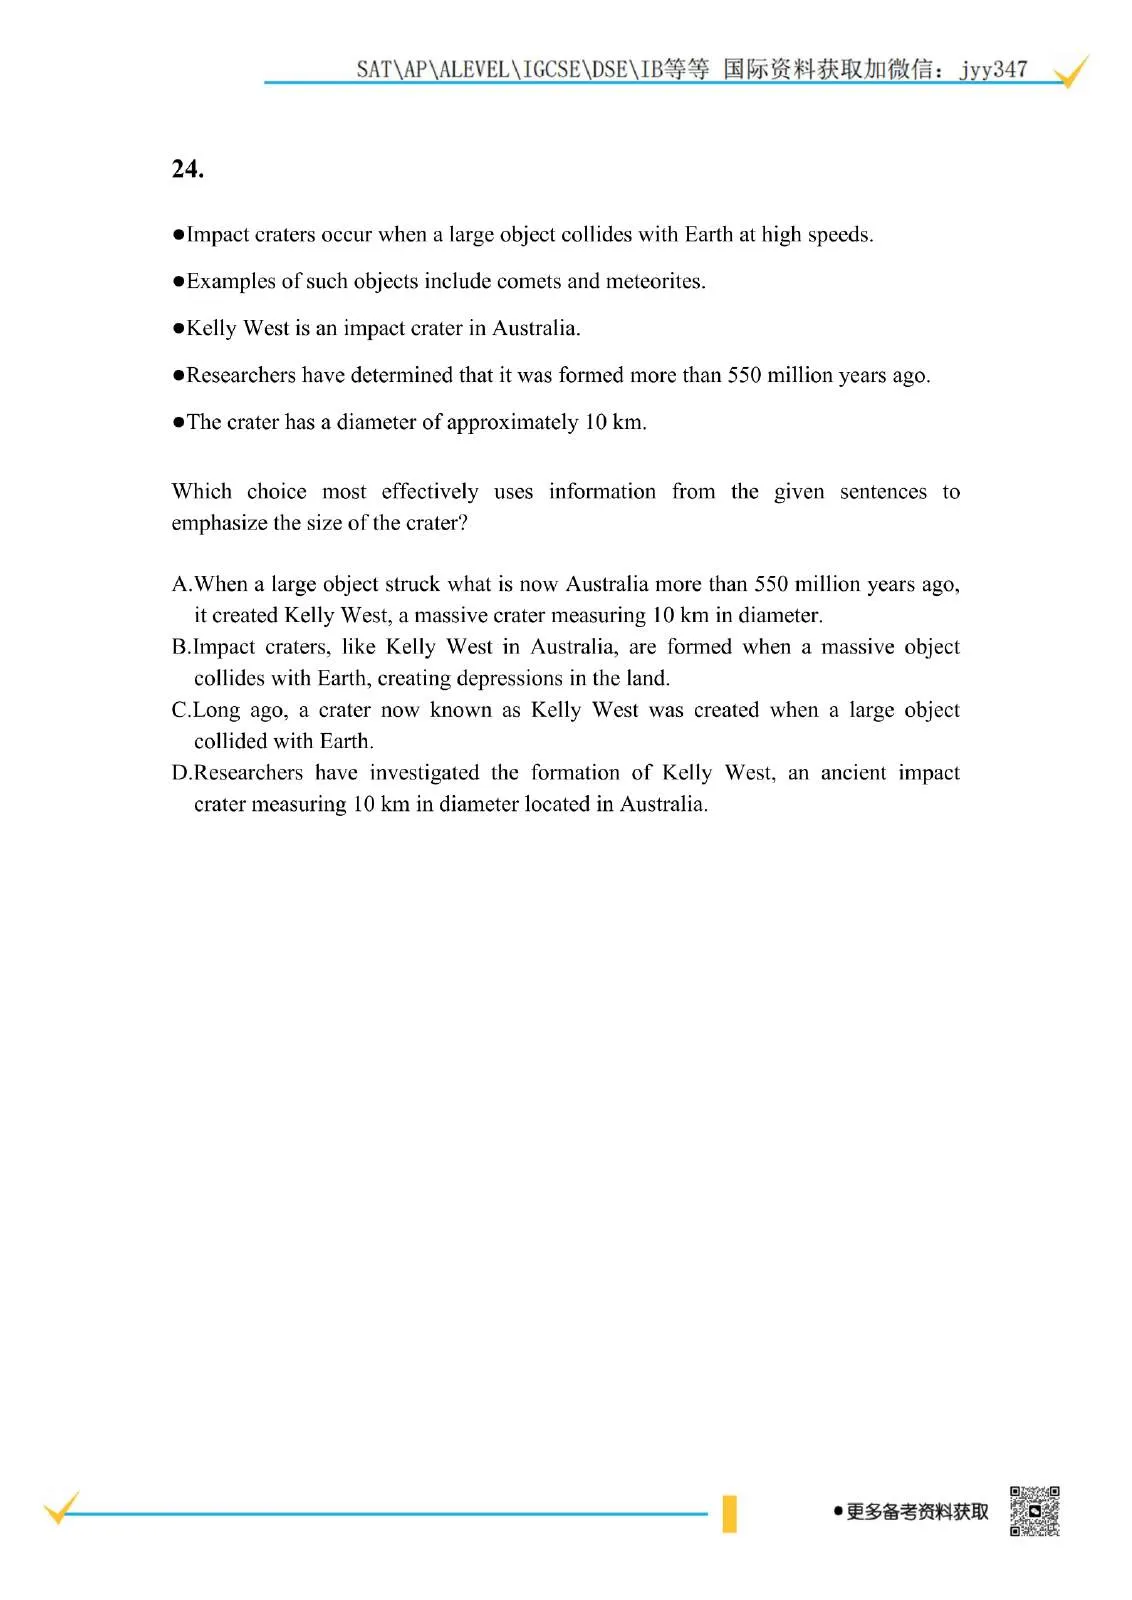 SAT\AP\ALEVEL\IGCSE\DSE\IB等等 国际资料获取加微信：jyy347
24.
●Impact craters occur when a large object collides with Earth at high speeds.
●Examples of such objects include comets and meteorites.
●Kelly West is an impact crater in Australia.
●Researchers have determined that it was formed more than 550 million years ago.
●The crater has a diameter of approximately 10 km.
Which choice most effectively uses information from the given sentences to
emphasize the size of the crater?
A.When a large object struck what is now Australia more than 550 million years ago,
it created Kelly West, a massive crater measuring 10 km in diameter.
B.Impact craters, like Kelly West in Australia, are formed when a massive object
collides with Earth, creating depressions in the land.
C.Long ago, a crater now known as Kelly West was created when a large object
collided with Earth.
D.Researchers have investigated the formation of Kelly West, an ancient impact
crater measuring 10 km in diameter located in Australia.
●更多备考资料获取